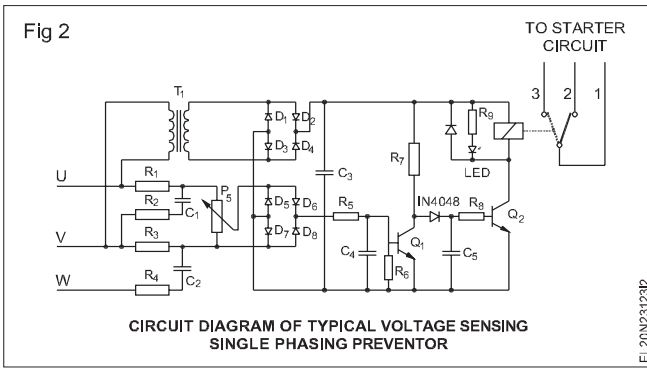 Fig 2
TO STARTER
CIRCUIT
3 2 1
T1
D1 D2
D3 D4
R9
R7
C3
LED
U
R1
P5
R2
C1
D5 D6
R5
IN4048
R8
Q2
V
R3
D7 D8
C4
Q1
C5
R6
W
R4
C2
CIRCUIT DIAGRAM OF TYPICAL VOLTAGE SENSING
SINGLE PHASING PREVENTOR
EL20N23123I2